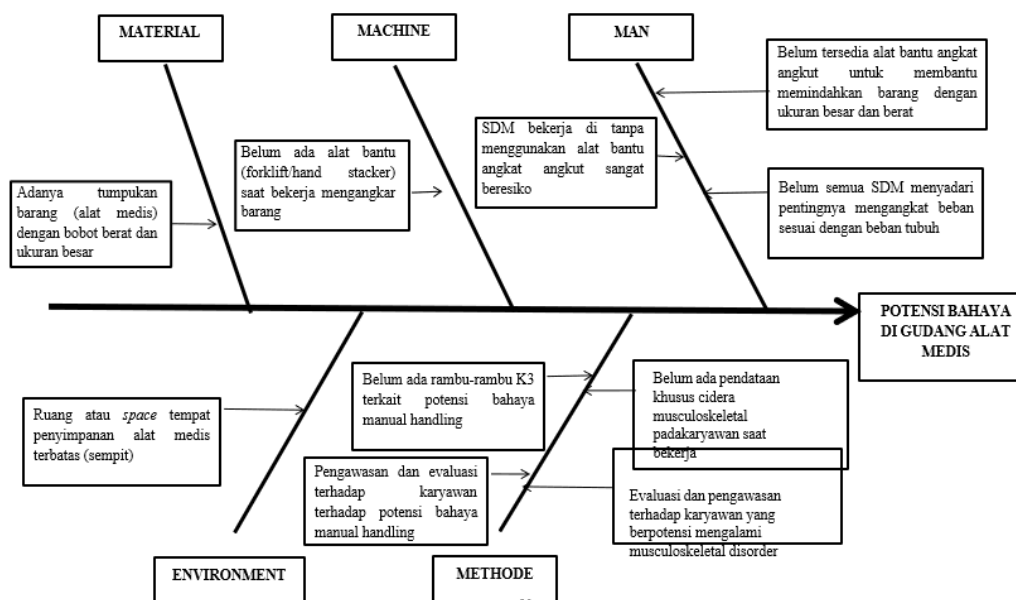 MATERIAL
MACHINE
MAN
Belum tersedia alat bantu angkat
angkut untuk membantu
memindahkan barang dengan
ukuran besar dan berat
SDM bekerja di tanpa
menggunakan alat bantu
angkat angkut sangat
beresiko
Belum ada alat bantu
(forklift/hand stacker)
saat bekerja mengangkar
barang
Adanya tumpukan
barang (alat medis)
dengan bobot berat dan
ukuran besar
Belum semua SDM menyadari
pentingnya mengangkat beban
sesuai dengan beban tubuh
POTENSI BAHAYA
DI GUDANG ALAT
MEDIS
Ruang atau space tempat
penyimpanan alat medis
terbatas (sempit)
Belum ada rambu-rambu K3
terkait potensi bahaya
manual handling
Belum ada pendataan
khusus cidera
musculoskeletal
padakaryawan saat
bekerja
Pengawasan dan evaluasi
terhadap karyawan
terhadap potensi bahaya
manual handling
Evaluasi dan pengawasan
terhadap karyawan yang
berpotensi mengalami
musculoskeletal disorder
ENVIRONMENT
METHODE